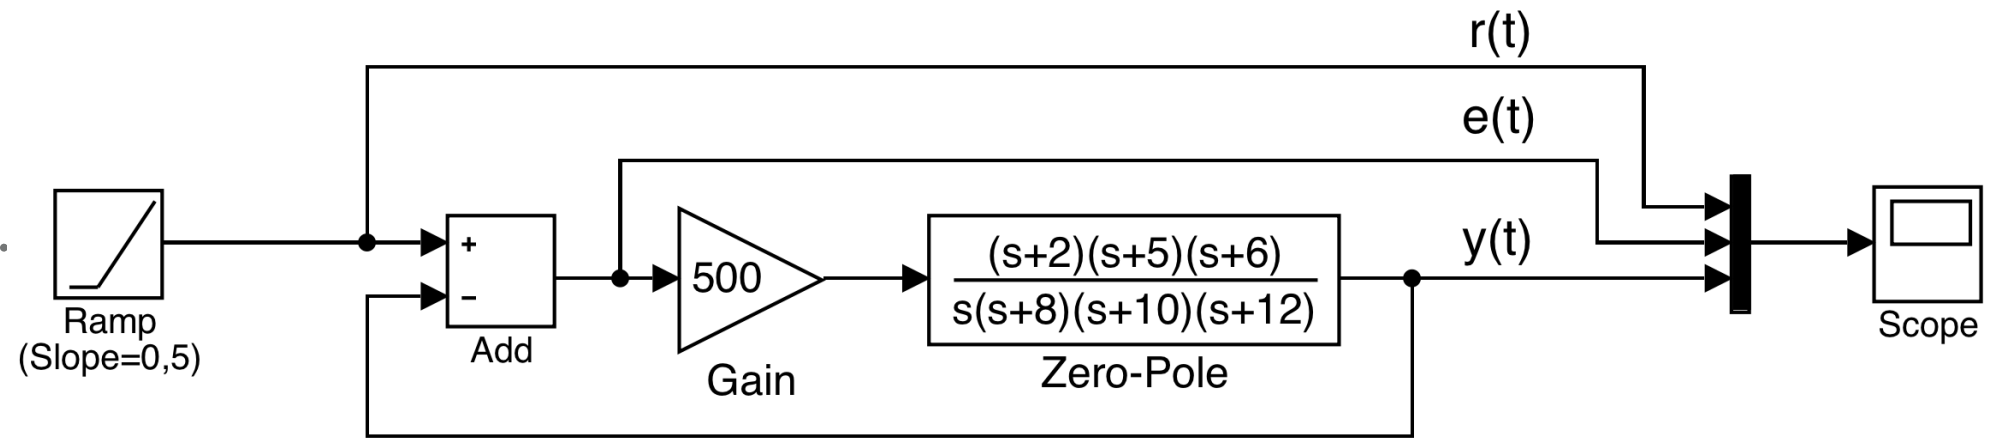 r(t)
e(t)
y(t)
Ramp
(Slope=0,5)
+
−
Add
500
Gain
(s+2)(s+5)(s+6)
s(s+8)(s+10)(s+12)
Zero-Pole
Scope